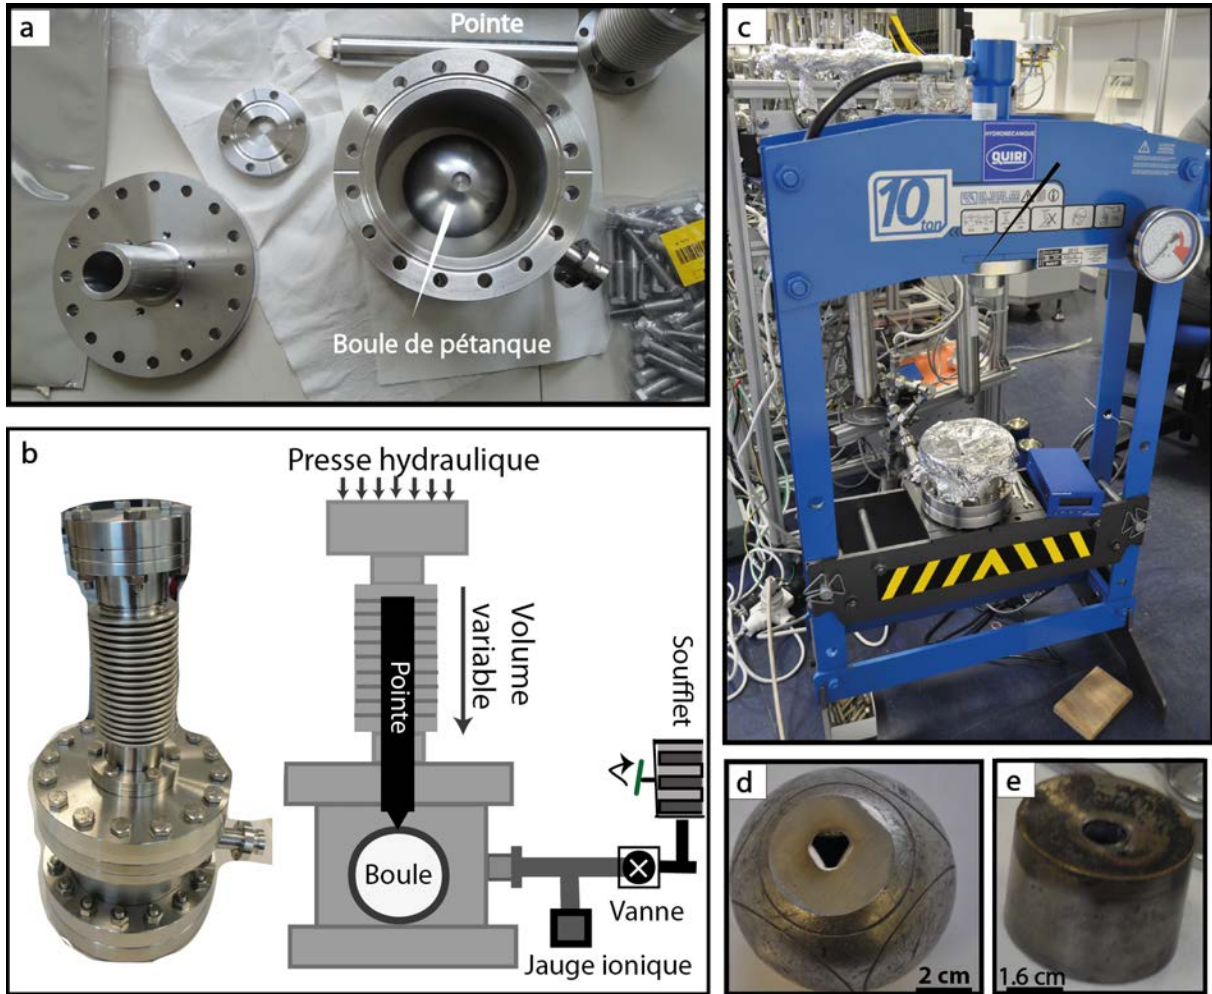 a
Pointe
Boule de pétanque
b
Presse hydraulique
Volume
variable
Pointe
Boule
Soufflet
Vanne
Jauge ionique
c
HYDROMECANIQUE
QUIRI
10
ton
d
2 cm
e
1.6 cm